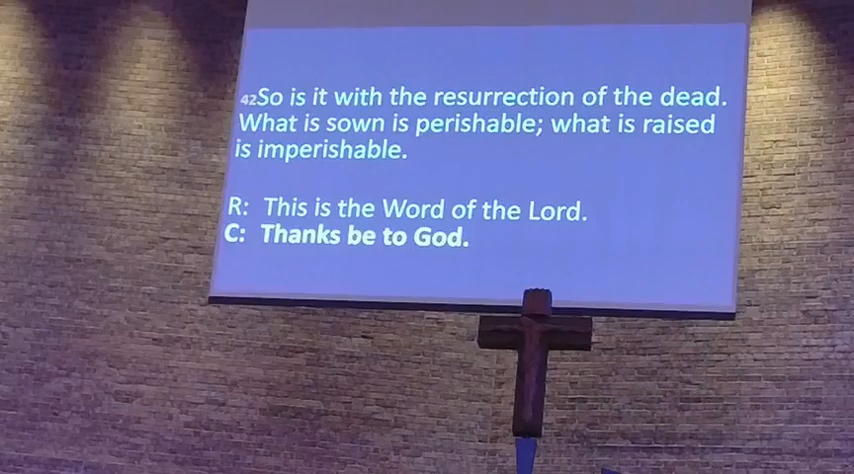 42So is it with the resurrection of the dead.
What is sown is perishable; what is raised
is imperishable.
R: This is the Word of the Lord.
C: Thanks be to God.